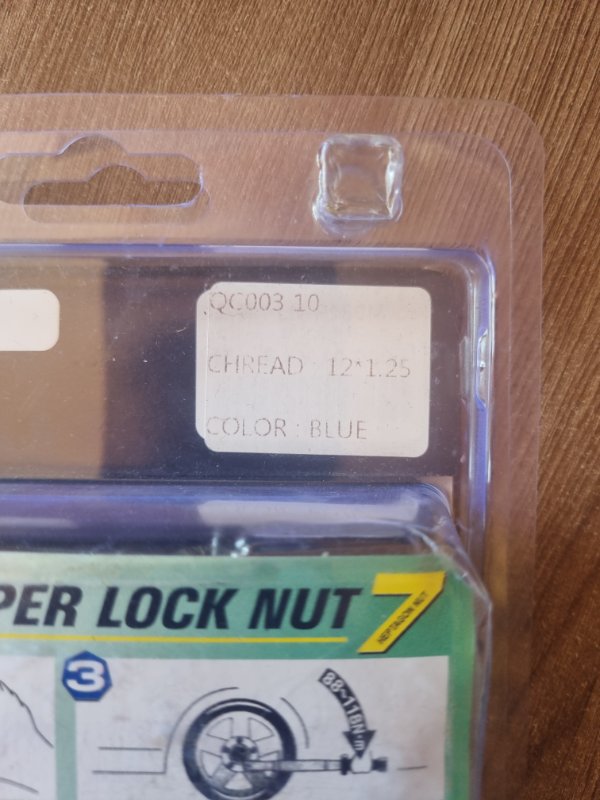 QC003 10
CHREAD : 12*1.25
COLOR : BLUE
PER LOCK NUT 7
HEPTAGON NUT
3
88~118N·m